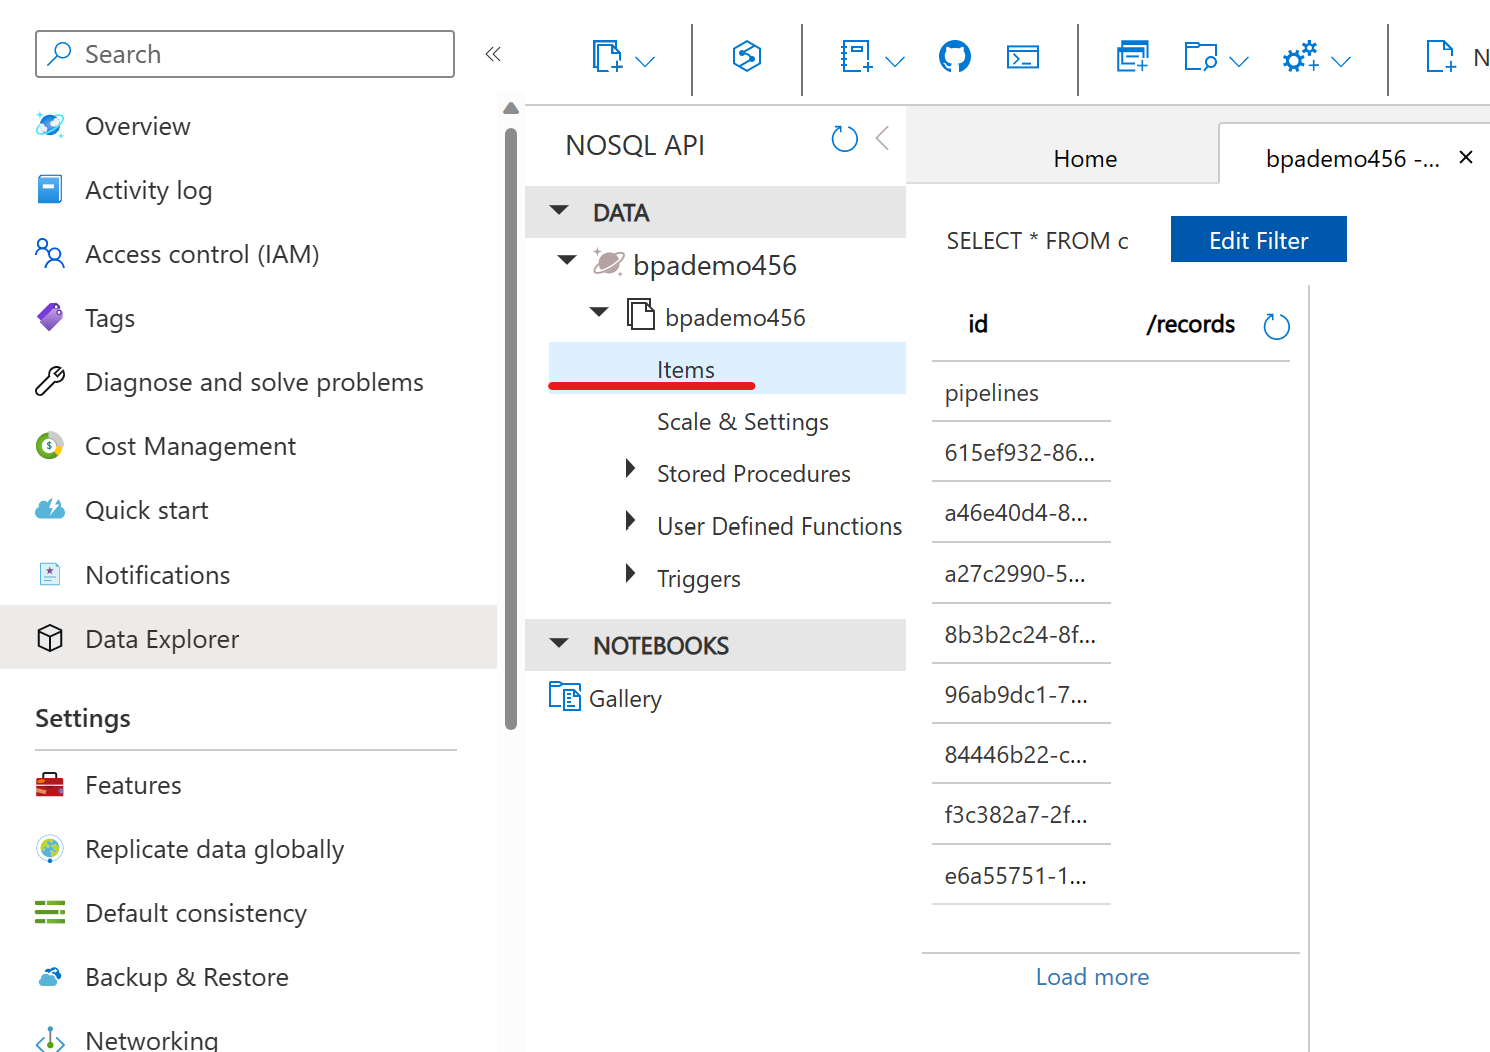 Search
Overview
Activity log
Access control (IAM)
Tags
Diagnose and solve problems
Cost Management
Quick start
Notifications
Data Explorer
Settings
Features
Replicate data globally
Default consistency
Backup & Restore
Networking
N
NOSQL API
DATA
bpademo456
bpademo456
Items
Scale & Settings
Stored Procedures
User Defined Functions
Triggers
NOTEBOOKS
Gallery
Home
bpademo456 -...
SELECT * FROM c
Edit Filter
id /records
pipelines
615ef932-86...
a46e40d4-8...
a27c2990-5...
8b3b2c24-8f...
96ab9dc1-7...
84446b22-c...
f3c382a7-2f...
e6a55751-1...
Load more